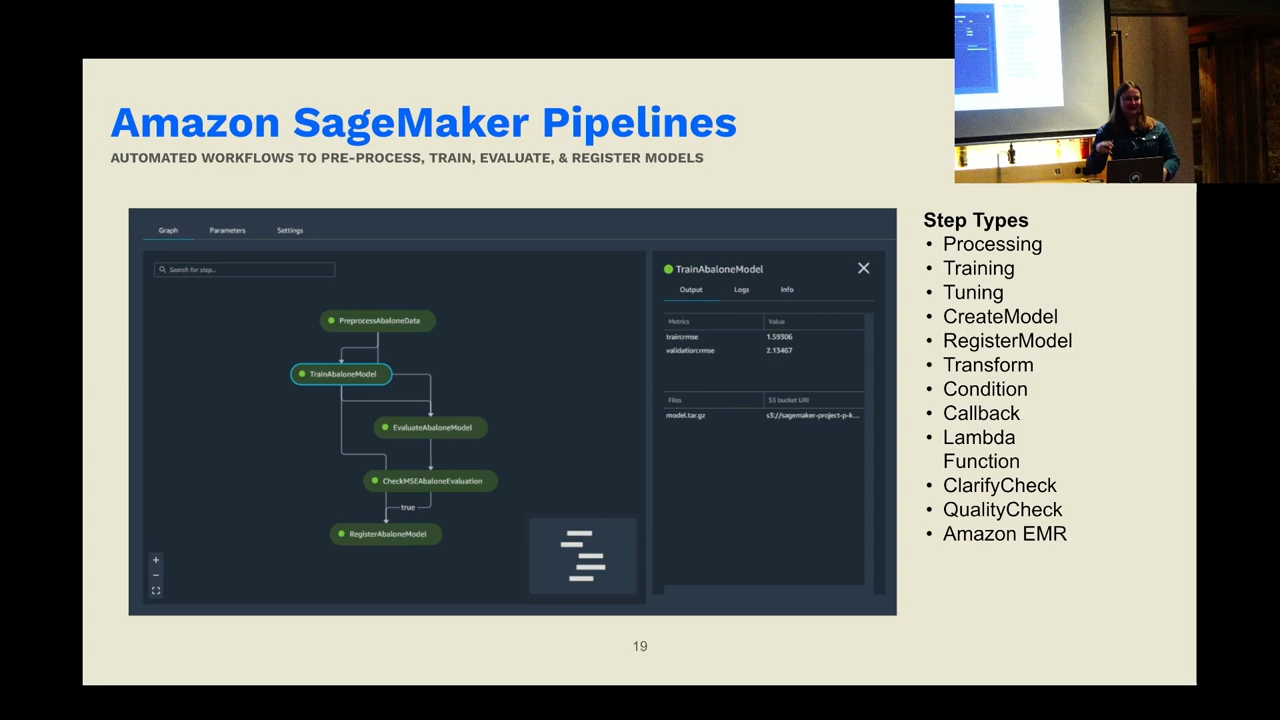 Amazon SageMaker Pipelines
AUTOMATED WORKFLOWS TO PRE-PROCESS, TRAIN, EVALUATE, & REGISTER MODELS
Graph Parameters Settings
Search for step...
PreprocessAbaloneData
TrainAbaloneModel
EvaluateAbaloneModel
CheckMSEAbaloneEvaluation
true
RegisterAbaloneModel
TrainAbaloneModel
Output Logs Info
Metrics Value
train:rmse 1.59306
validation:rmse 2.13467
Files S3 bucket URI
model.tar.gz s3://sagemaker-project-p-k...
Step Types
• Processing
• Training
• Tuning
• CreateModel
• RegisterModel
• Transform
• Condition
• Callback
• Lambda
Function
• ClarifyCheck
• QualityCheck
• Amazon EMR
19